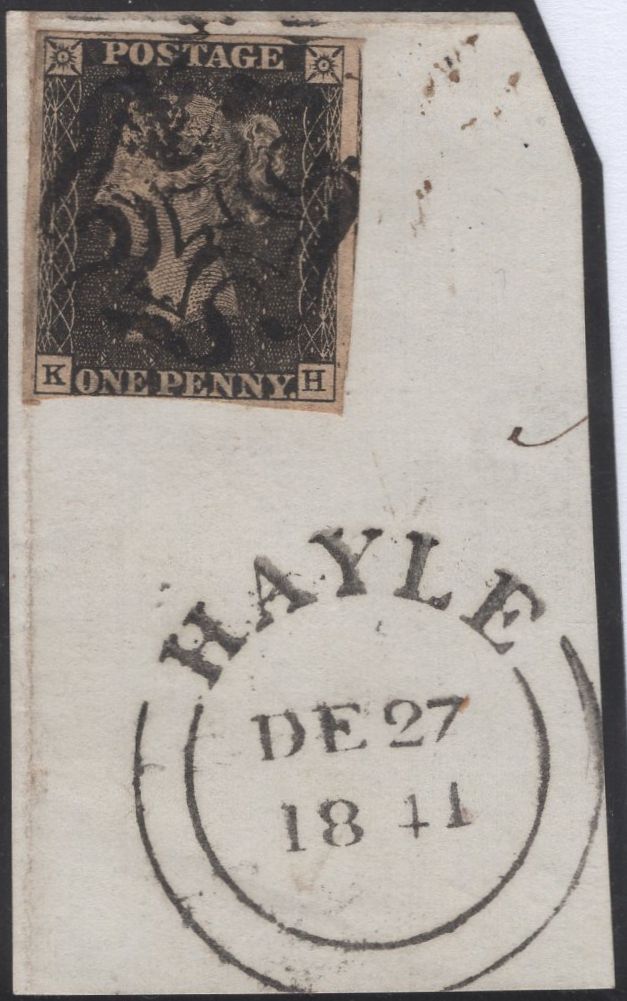 POSTAGE
K ONE PENNY. H
HAYLE
DE 27
1841